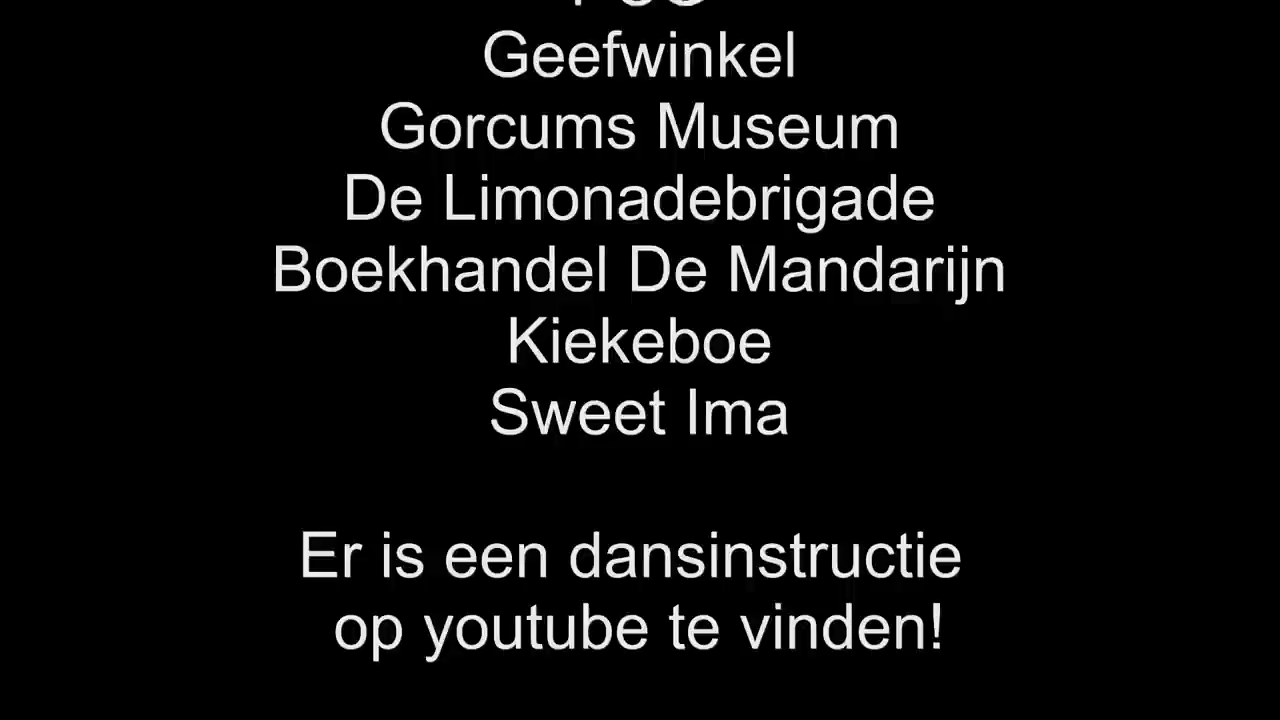 Geefwinkel
Gorcums Museum
De Limonadebrigade
Boekhandel De Mandarijn
Kiekeboe
Sweet Ima
Er is een dansinstructie
op youtube te vinden!